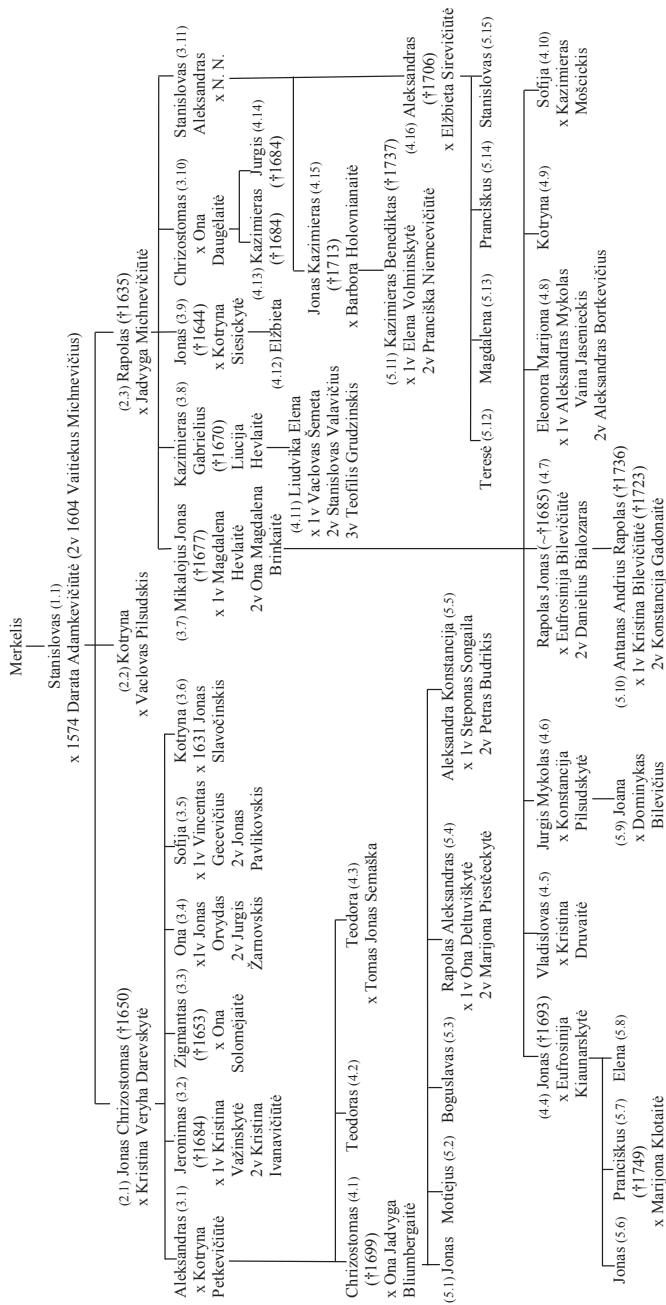 Merkelis
Stanislovas (1.1)
x 1574 Darata Adamkevičiūtė (2v 1604 Vaitiekus Michnevičius)
(2.1) Jonas Chrizostomas (†1650)
x Kristina Veryha Darevskytė
(2.2) Kotryna
x Vaclovas Pilsudskis
(2.3) Rapolas (†1635)
x Jadvyga Michnevičiūtė
Aleksandras (3.1)
x Kotryna
Petkevičiūtė
Jeronimas (3.2)
(†1684)
x 1v Kristina
Važinskytė
2v Kristina
Ivanavičiūtė
Zigmantas (3.3)
(†1653)
x Ona
Solomėjaitė
Ona (3.4)
x1v Jonas
Orvydas
2v Jurgis
Žarnovskis
Sofija (3.5)
x 1v Vincentas
Gecevičius
2v Jonas
Pavlikovskis
Kotryna (3.6)
x 1631 Jonas
Slavočinskis
(3.7) Mikalojus Jonas
(†1677)
x 1v Magdalena
Hevlaitė
2v Ona Magdalena
Brinkaitė
Kazimieras (3.8)
Gabrielius
(†1670)
Liucija
Hevlaitė
Jonas (3.9)
(†1644)
x Kotryna
Siesickytė
Chrizostomas (3.10)
x Ona
Daugėlaitė
Stanislovas (3.11)
Aleksandras
x N. N.
(4.11) Liudvika Elena
x 1v Vaclovas Šemeta
2v Stanislovas Valavičius
3v Teofilis Grudzinskis
(4.12) Elžbieta
(4.13) Kazimieras
(†1684)
Jurgis (4.14)
(†1684)
Jonas Kazimieras (4.15)
(†1713)
x Barbora Holovnianaitė
(4.16) Aleksandras
(†1706)
x Elžbieta Sirevičiūtė
(5.11) Kazimieras Benediktas (†1737)
x 1v Elena Volminskytė
2v Pranciška Niemcevičiūtė
Teresė (5.12)
Magdalena (5.13)
Pranciškus (5.14)
Stanislovas (5.15)
Chrizostomas (4.1)
(†1699)
x Ona Jadvyga
Bliumbergaitė
Teodoras (4.2)
Teodora (4.3)
x Tomas Jonas Semaška
(5.1) Jonas
Motiejus (5.2)
Boguslavas (5.3)
Rapolas Aleksandras (5.4)
x 1v Ona Deltuviškytė
2v Marijona Piestčeckytė
Aleksandra Konstancija (5.5)
x 1v Steponas Songaila
2v Petras Budrikis
(4.4) Jonas (†1693)
x Eufrosinija
Kiaunarskytė
Vladislovas (4.5)
x Kristina
Druvaitė
Jurgis Mykolas (4.6)
x Konstancija
Pilsudskytė
Rapolas Jonas (~†1685) (4.7)
x Eufrosinija Bilevičiūtė
2v Danielius Bialozaras
Eleonora Marijona (4.8)
x 1v Aleksandras Mykolas
Vaina Jasenieckis
2v Aleksandras Bortkevičius
Kotryna (4.9)
Sofija (4.10)
x Kazimieras
Mošcickis
Jonas (5.6)
Pranciškus (5.7)
(†1749)
x Marijona Klotaitė
Elena (5.8)
(5.9) Joana
x Dominykas
Bilevičius
(5.10) Antanas Andrius Rapolas (†1736)
x 1v Kristina Bilevičiūtė (†1723)
2v Konstancija Gadonaitė